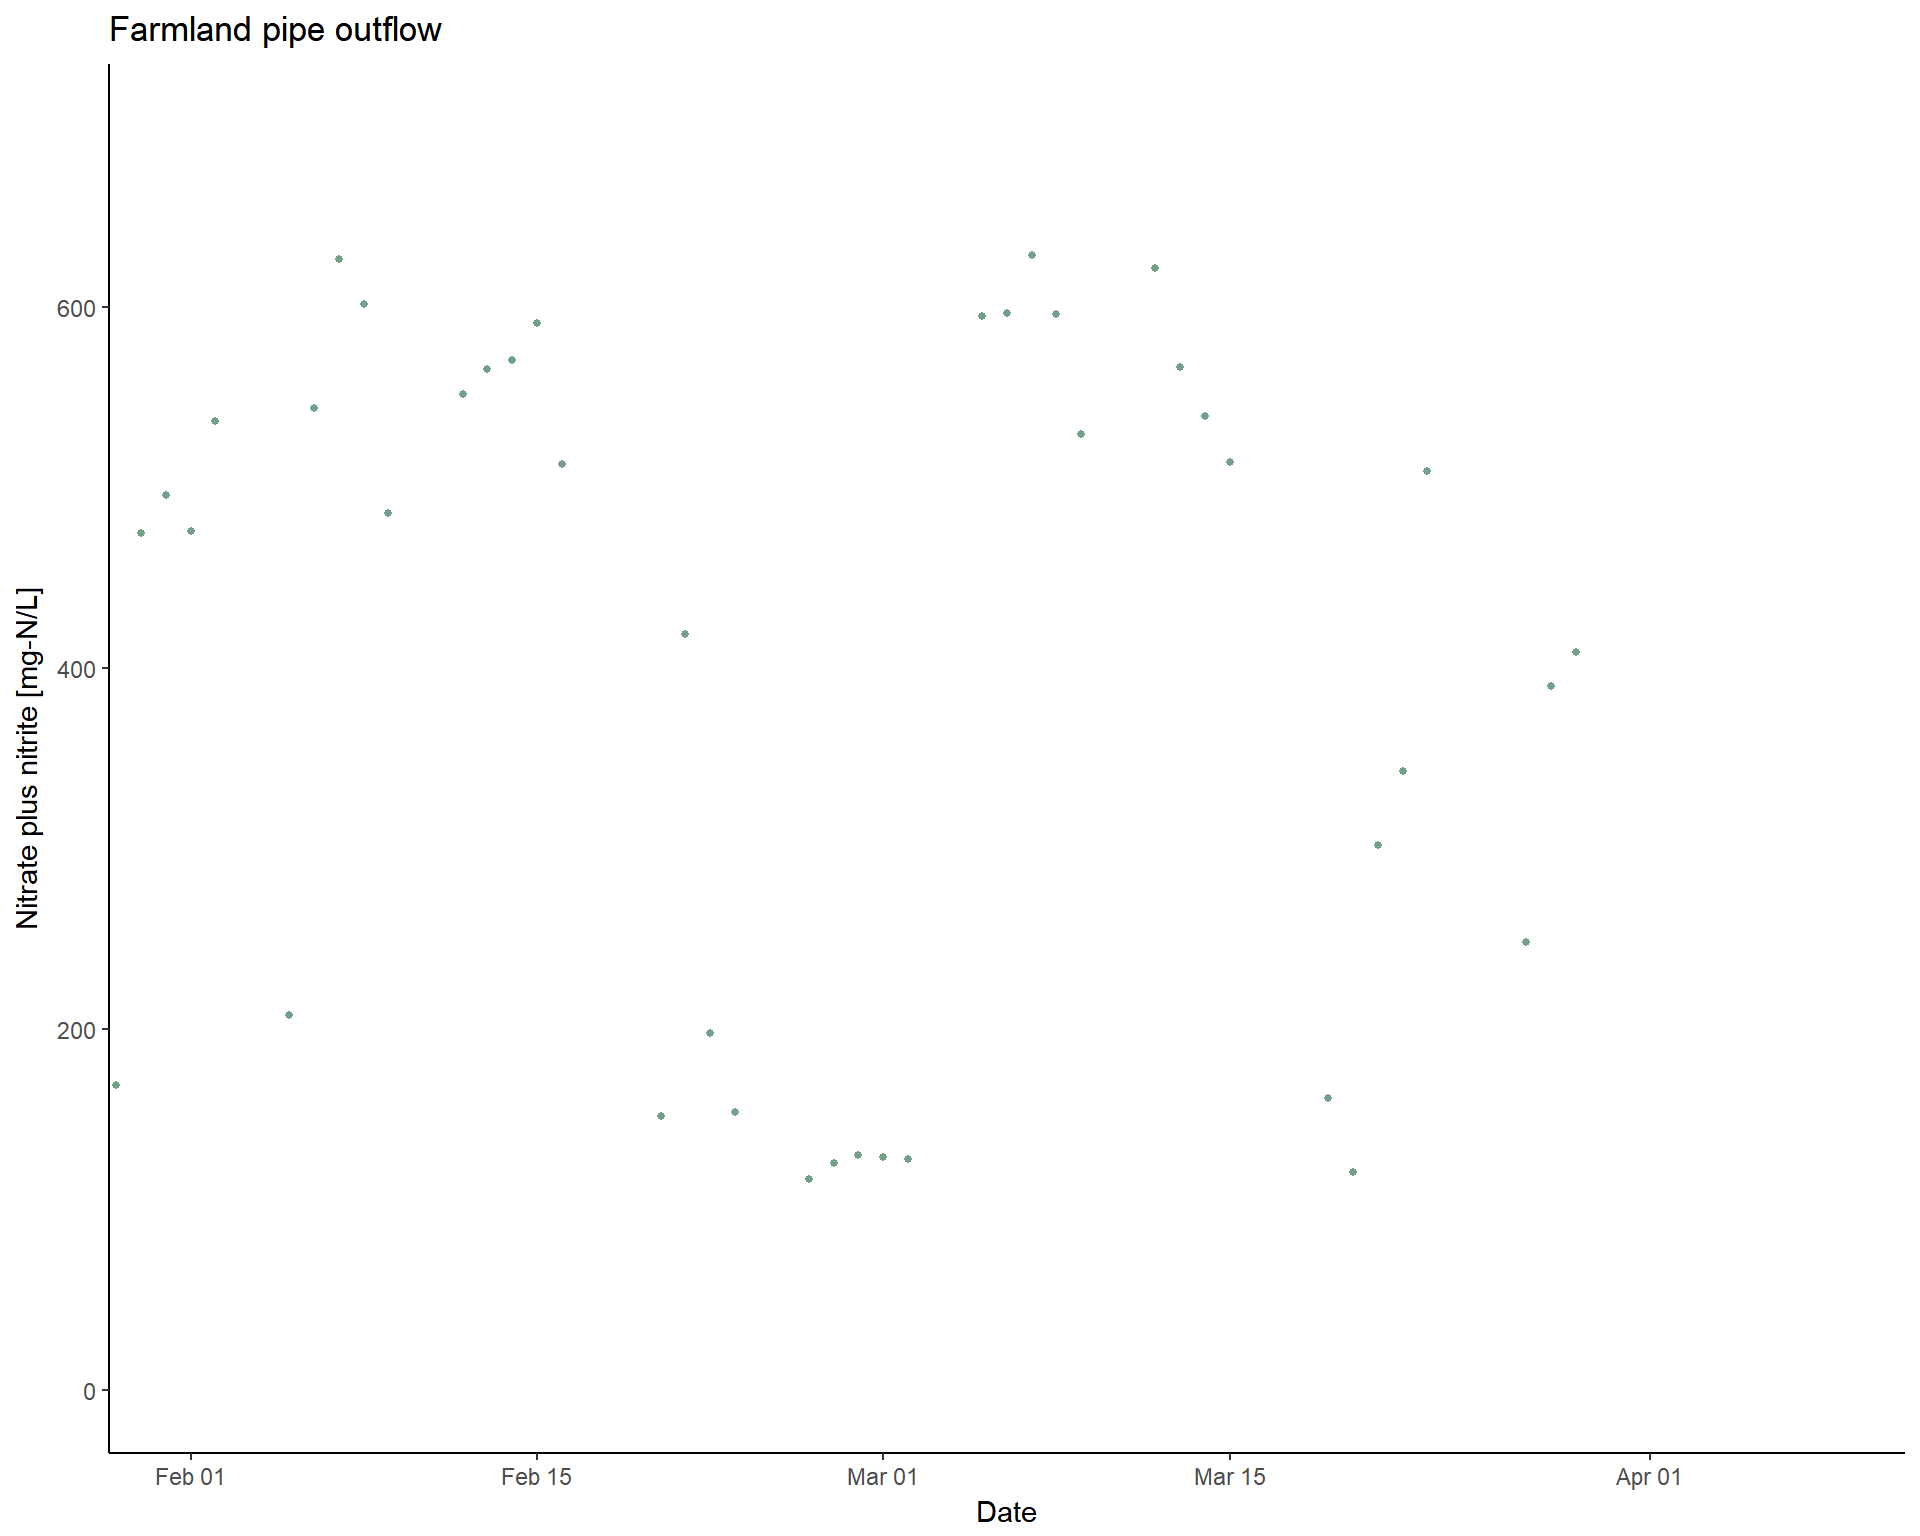 Farmland pipe outflow
Nitrate plus nitrite [mg-N/L]
600
400
200
0
Feb 01
Feb 15
Mar 01
Mar 15
Apr 01
Date